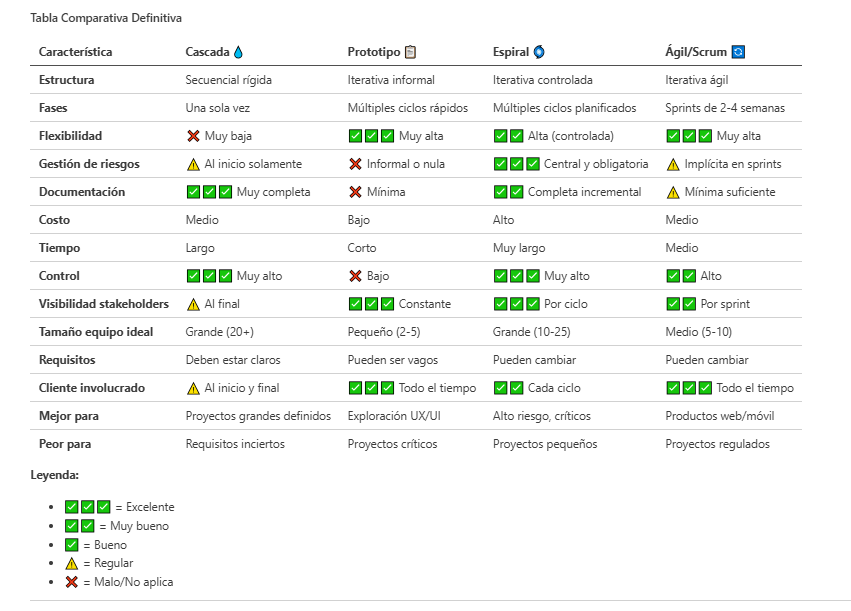 Tabla Comparativa Definitiva
Característica Cascada 💧 Prototipo 📋 Espiral 🌀 Ágil/Scrum 🔄
Estructura Secuencial rígida Iterativa informal Iterativa controlada Iterativa ágil
Fases Una sola vez Múltiples ciclos rápidos Múltiples ciclos planificados Sprints de 2-4 semanas
Flexibilidad ❌ Muy baja ✅✅✅ Muy alta ✅✅ Alta (controlada) ✅✅✅ Muy alta
Gestión de riesgos ⚠️ Al inicio solamente ❌ Informal o nula ✅✅✅ Central y obligatoria ⚠️ Implícita en sprints
Documentación ✅✅✅ Muy completa ❌ Mínima ✅✅ Completa incremental ⚠️ Mínima suficiente
Costo Medio Bajo Alto Medio
Tiempo Largo Corto Muy largo Medio
Control ✅✅✅ Muy alto ❌ Bajo ✅✅✅ Muy alto ✅✅ Alto
Visibilidad stakeholders ⚠️ Al final ✅✅✅ Constante ✅✅✅ Por ciclo ✅✅ Por sprint
Tamaño equipo ideal Grande (20+) Pequeño (2-5) Grande (10-25) Medio (5-10)
Requisitos Deben estar claros Pueden ser vagos Pueden cambiar Pueden cambiar
Cliente involucrado ⚠️ Al inicio y final ✅✅✅ Todo el tiempo ✅✅ Cada ciclo ✅✅✅ Todo el tiempo
Mejor para Proyectos grandes definidos Exploración UX/UI Alto riesgo, críticos Productos web/móvil
Peor para Requisitos inciertos Proyectos críticos Proyectos pequeños Proyectos regulados
Leyenda:
• ✅✅✅ = Excelente
• ✅✅ = Muy bueno
• ✅ = Bueno
• ⚠️ = Regular
• ❌ = Malo/No aplica